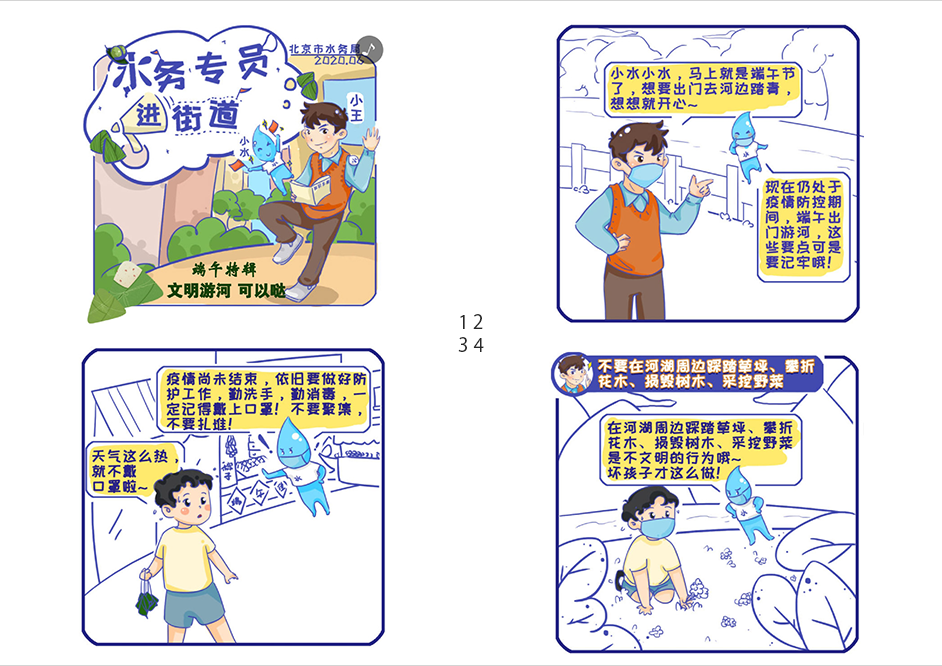 水务专员
进街道
北京市水务局
2020.06
小王
小水
端午特辑
文明游河 可以哒
小水小水，马上就是端午节
了，想要出门去河边踏青，
想想就开心~
现在仍处于
疫情防控期
间，端午出
门游河，这
些要点可是
要记牢哦！
1 2
3 4
疫情尚未结束，依旧要做好防
护工作，勤洗手，勤消毒，一
定记得戴上口罩！不要聚集，
不要扎堆！
天气这么热，
就不戴
口罩啦~
粽子
端午
不要在河湖周边踩踏草坪、攀折
花木、损毁树木、采挖野菜
在河湖周边踩踏草坪、攀折
花木、损毁树木、采挖野菜
是不文明的行为哦~
坏孩子才这么做！